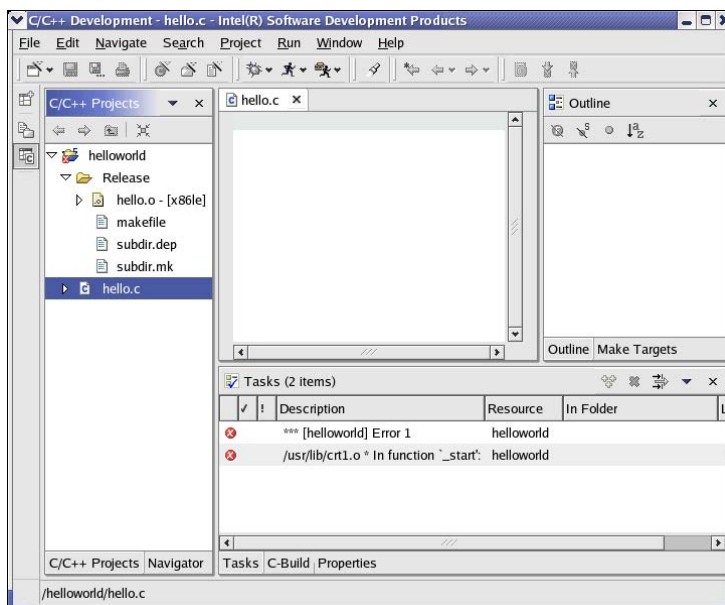 C/C++ Development - hello.c - Intel(R) Software Development Products
File Edit Navigate Search Project Run Window Help
C/C++ Projects
helloworld
Release
hello.o - [x86le]
makefile
subdir.dep
subdir.mk
hello.c
C/C++ Projects Navigator
hello.c
Outline
Outline Make Targets
Tasks (2 items)
✓ ! Description Resource In Folder L
*** [helloworld] Error 1 helloworld
/usr/lib/crt1.o * In function `_start': helloworld
Tasks C-Build Properties
/helloworld/hello.c